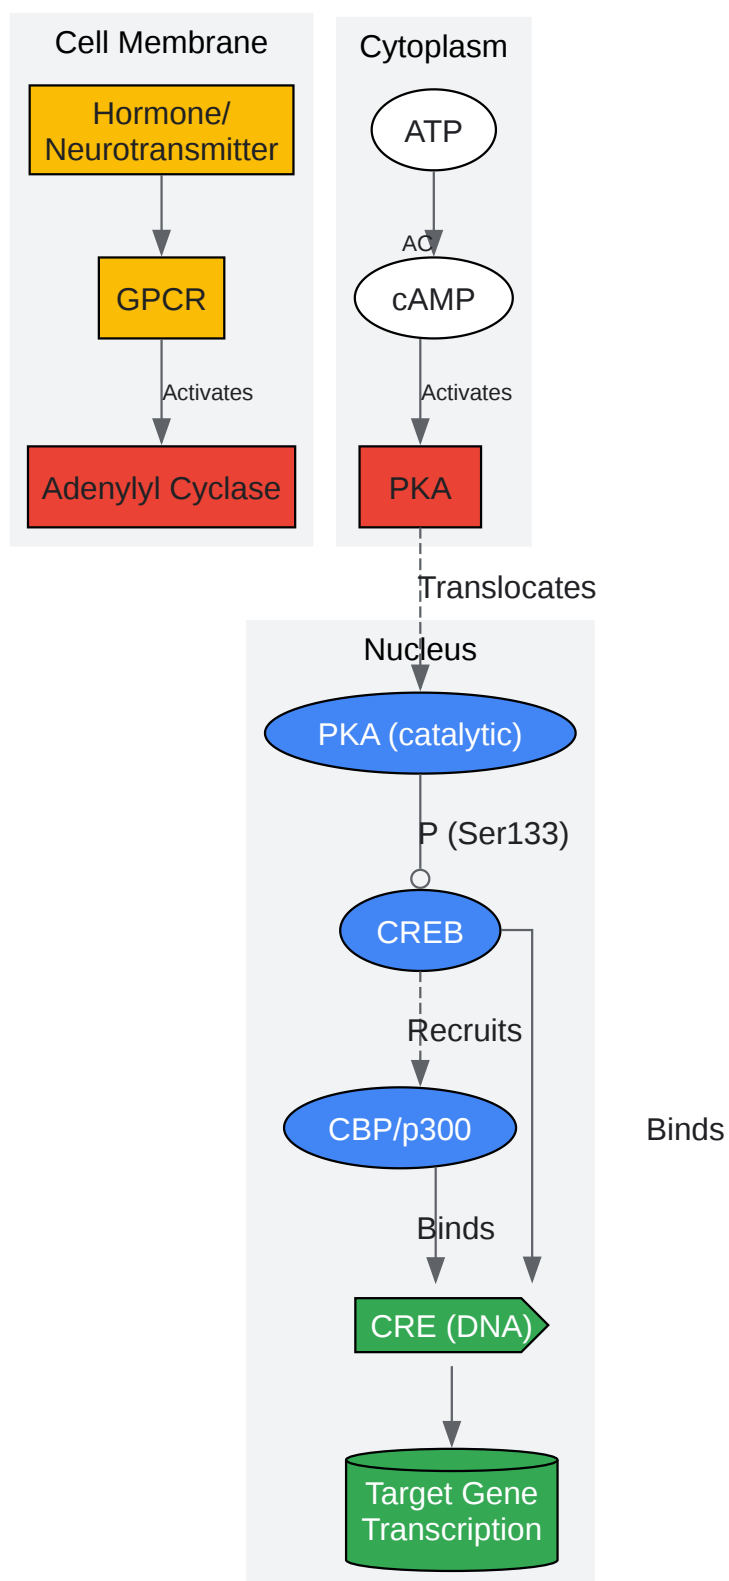 Cell Membrane
Hormone/
Neurotransmitter
GPCR
Activates
Adenylyl Cyclase
Cytoplasm
ATP
AC
cAMP
Activates
PKA
Translocates
Nucleus
PKA (catalytic)
P (Ser133)
CREB
Recruits
CBP/p300
Binds
Binds
CRE (DNA)
Target Gene
Transcription